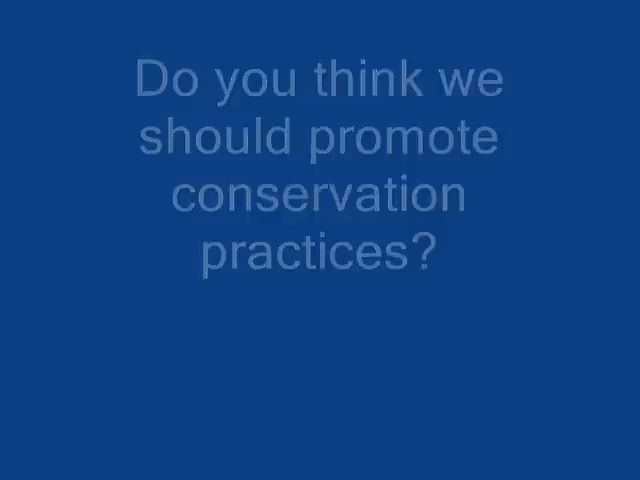 Do you think we
should promote
conservation
practices?